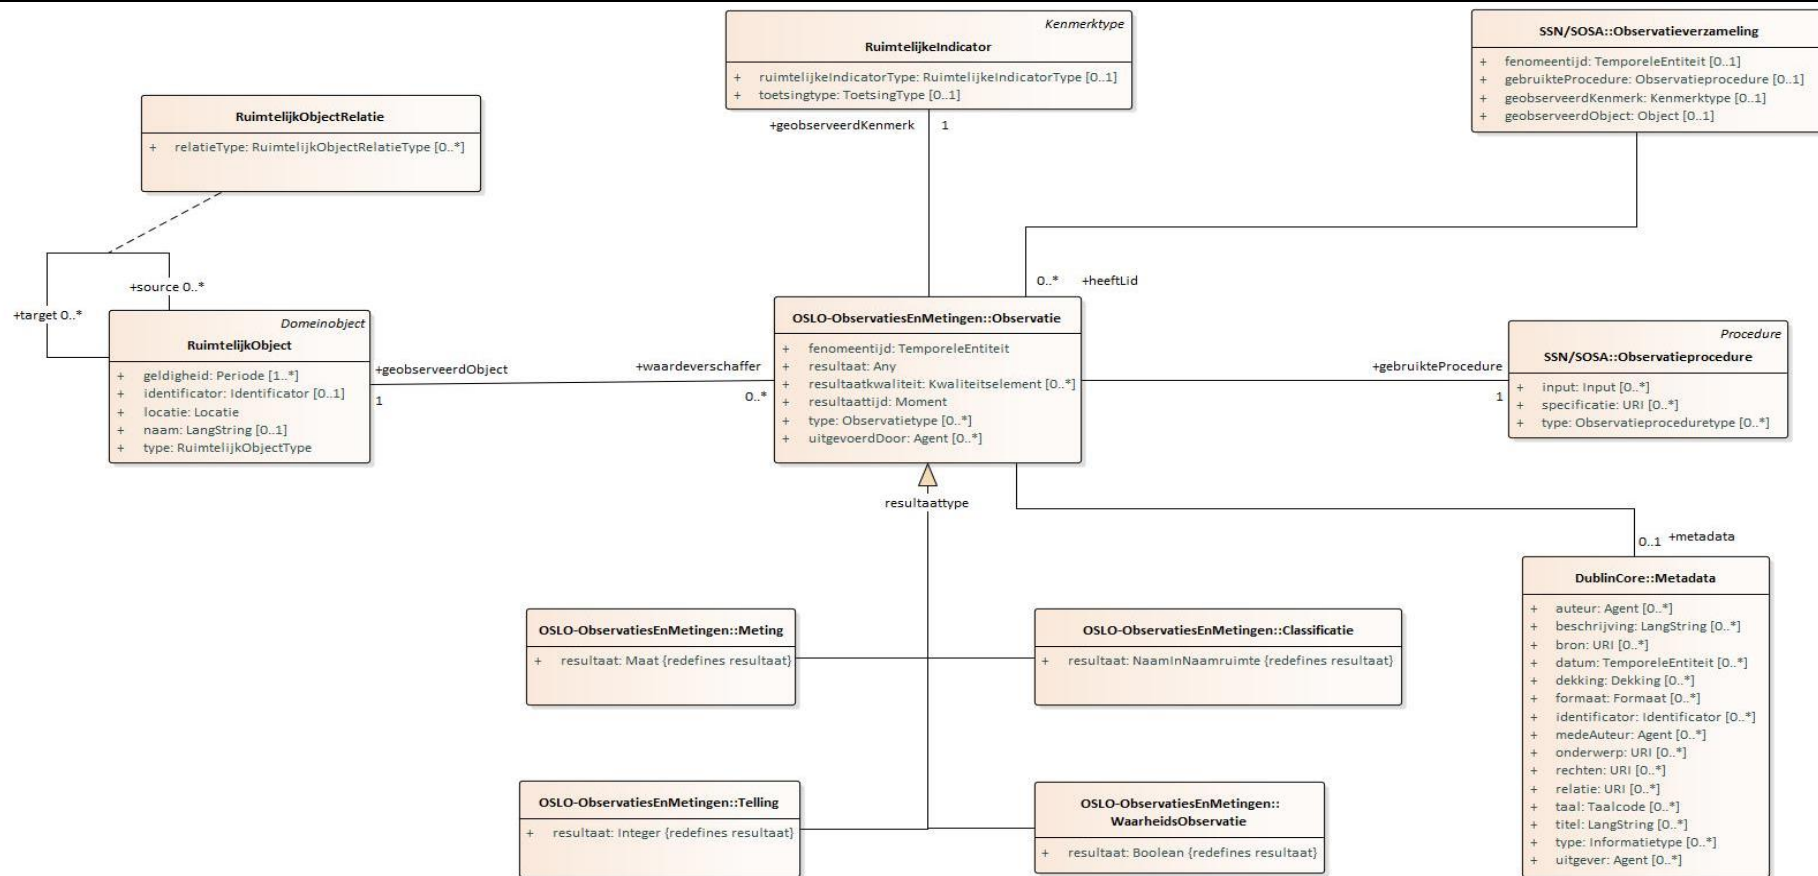 Kenmerktype
RuimtelijkeIndicator
+ ruimtelijkeIndicatorType: RuimtelijkeIndicatorType [0..1]
+ toetsingtype: ToetsingType [0..1]
SSN/SOSA::Observatieverzameling
+ fenomeentijd: TemporeleEntiteit [0..1]
+ gebruikteProcedure: Observatieprocedure [0..1]
+ geobserveerdKenmerk: Kenmerktype [0..1]
+ geobserveerdObject: Object [0..1]
RuimtelijkObjectRelatie
+ relatieType: RuimtelijkObjectRelatieType [0..*]
+geobserveerdKenmerk 1
+source 0..*
+target 0..*
0..* +heeftLid
Domeinobject
RuimtelijkObject
+ geldigheid: Periode [1..*]
+ identificator: Identificator [0..1]
+ locatie: Locatie
+ naam: LangString [0..1]
+ type: RuimtelijkObjectType
+geobserveerdObject
1
+waardeverschaffer
0..*
OSLO-ObservatiesEnMetingen::Observatie
+ fenomeentijd: TemporeleEntiteit
+ resultaat: Any
+ resultaatkwaliteit: Kwaliteitselement [0..*]
+ resultaattijd: Moment
+ type: Observatietype [0..*]
+ uitgevoerdDoor: Agent [0..*]
+gebruikteProcedure
1
Procedure
SSN/SOSA::Observatieprocedure
+ input: Input [0..*]
+ specificatie: URI [0..*]
+ type: Observatieproceduretype [0..*]
resultaattype
0..1 +metadata
DublinCore::Metadata
+ auteur: Agent [0..*]
+ beschrijving: LangString [0..*]
+ bron: URI [0..*]
+ datum: TemporeleEntiteit [0..*]
+ dekking: Dekking [0..*]
+ formaat: Formaat [0..*]
+ identificator: Identificator [0..*]
+ medeAuteur: Agent [0..*]
+ onderwerp: URI [0..*]
+ rechten: URI [0..*]
+ relatie: URI [0..*]
+ taal: Taalcode [0..*]
+ titel: LangString [0..*]
+ type: Informatietype [0..*]
+ uitgever: Agent [0..*]
OSLO-ObservatiesEnMetingen::Meting
+ resultaat: Maat {redefines resultaat}
OSLO-ObservatiesEnMetingen::Classificatie
+ resultaat: NaamInNaamruimte {redefines resultaat}
OSLO-ObservatiesEnMetingen::Telling
+ resultaat: Integer {redefines resultaat}
OSLO-ObservatiesEnMetingen::
WaarheidsObservatie
+ resultaat: Boolean {redefines resultaat}